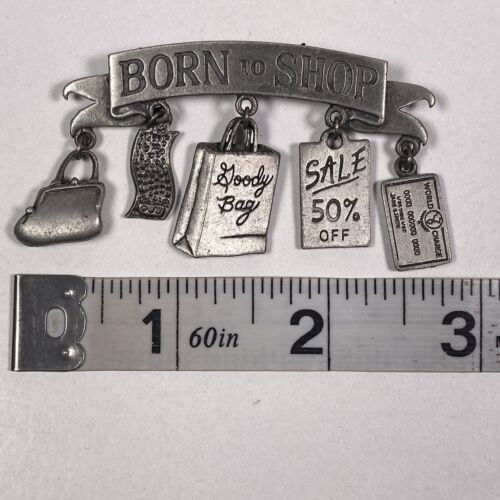 BORN TO SHOP
Goody
Bag
SALE
50%
OFF
WORLD
CHARGE
0000 000000 0000
1 60in 2 3